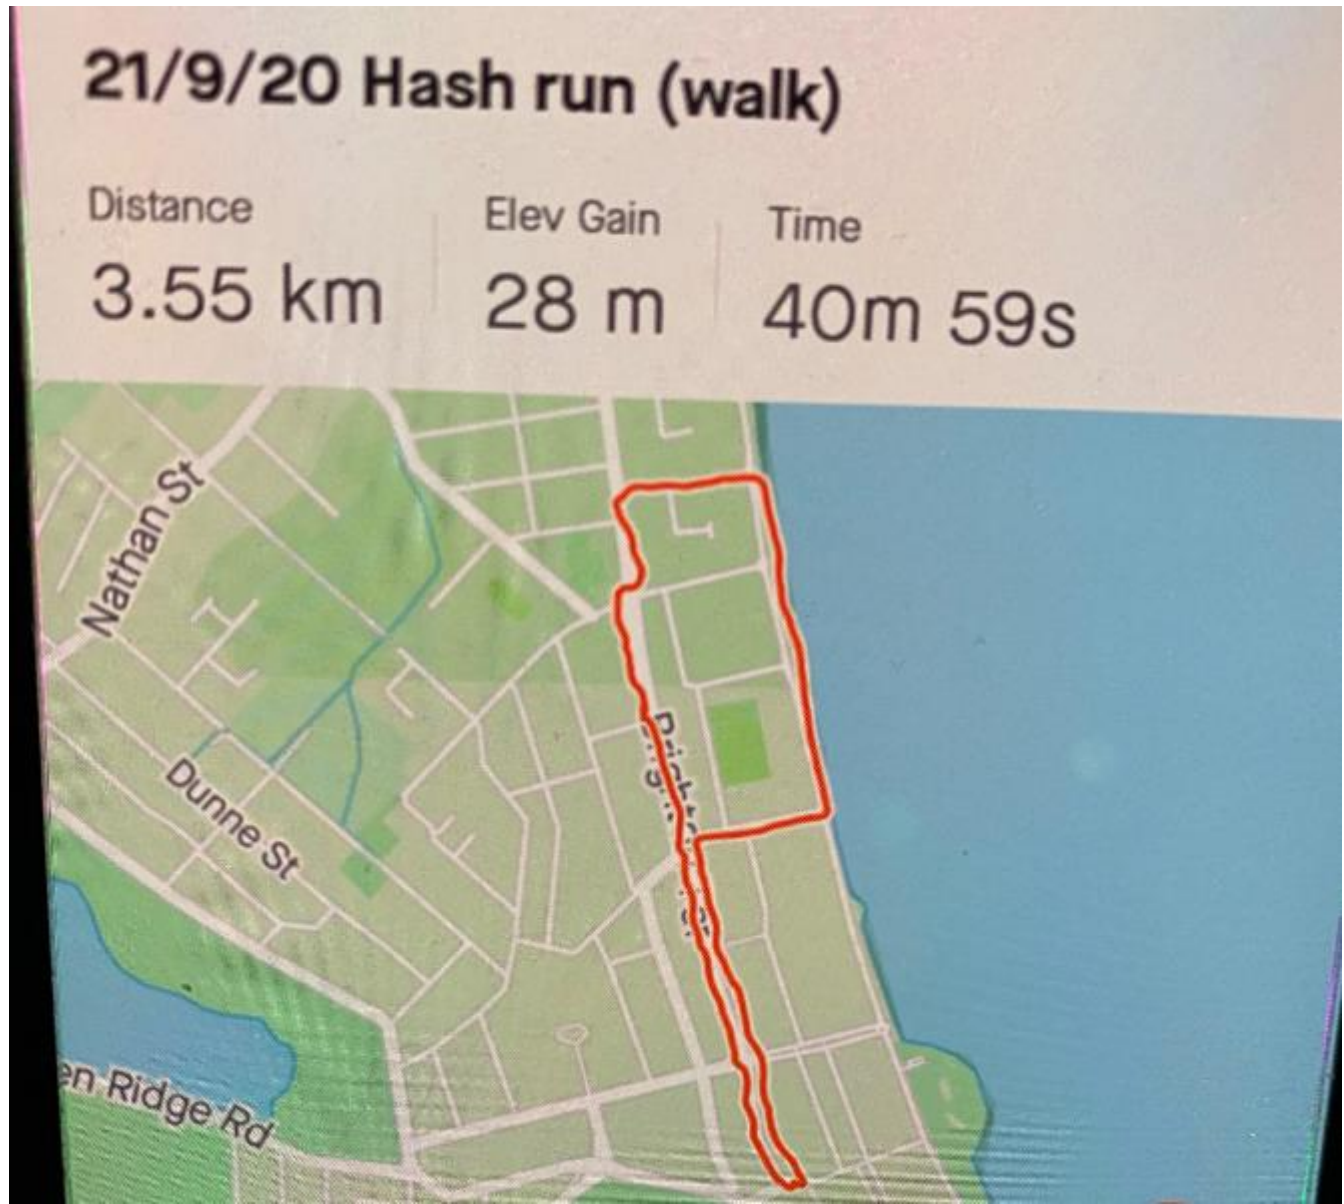 21/9/20 Hash run (walk)
Distance
Elev Gain
Time
3.55 km
28 m
40m 59s
Nathan St
Dunne St
en Ridge Rd